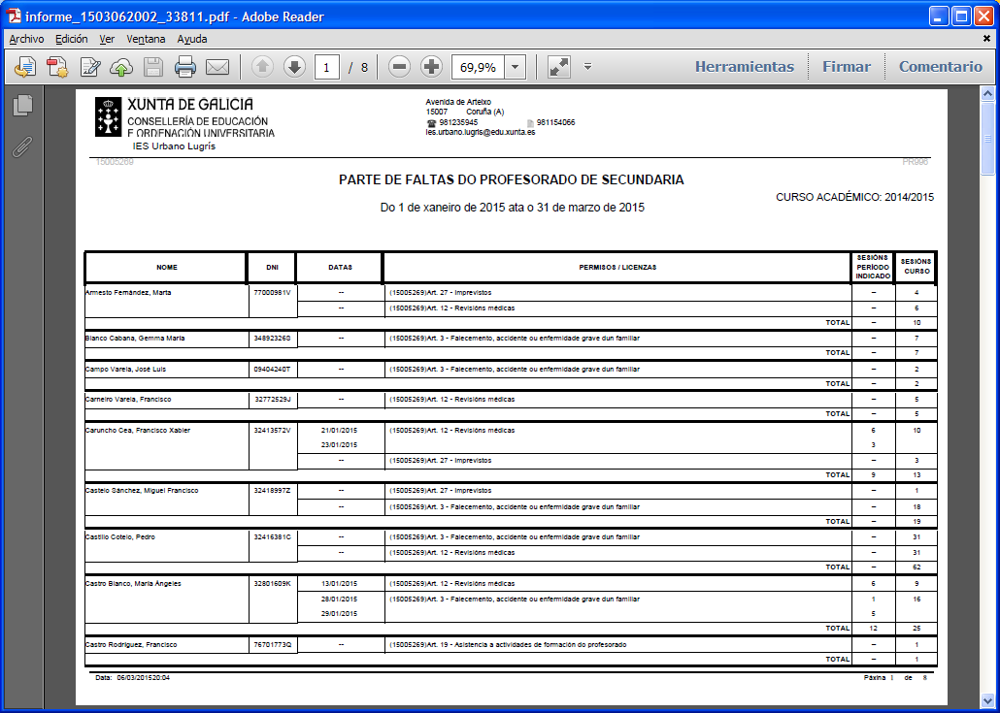 informe_1503062002_33811.pdf - Adobe Reader
Archivo Edición Ver Ventana Ayuda
1 / 8 69,9% Herramientas Firmar Comentario
XUNTA DE GALICIA
CONSELLERÍA DE EDUCACIÓN
E ORDENACIÓN UNIVERSITARIA
IES Urbano Lugrís
Avenida de Arteixo
15007 Coruña (A)
981235945 981154066
ies.urbano.lugris@edu.xunta.es
15005269 PR996
PARTE DE FALTAS DO PROFESORADO DE SECUNDARIA
CURSO ACADÉMICO: 2014/2015
Do 1 de xaneiro de 2015 ata o 31 de marzo de 2015
NOME DNI DATAS PERMISOS / LICENZAS SESIÓNS PERÍODO INDICADO SESIÓNS CURSO
Armesto Fernández, Marta 77000981V -- (15005269)Art. 27 - Imprevistos -- 4
-- (15005269)Art. 12 - Revisións médicas -- 6
TOTAL -- 10
Blanco Cabana, Gemma María 34892326S -- (15005269)Art. 3 - Falecemento, accidente ou enfermidade grave dun familiar -- 7
TOTAL -- 7
Campo Varela, José Luis 09404240T -- (15005269)Art. 3 - Falecemento, accidente ou enfermidade grave dun familiar -- 2
TOTAL -- 2
Carneiro Varela, Francisco 32772529J -- (15005269)Art. 12 - Revisións médicas -- 5
TOTAL -- 5
Caruncho Cea, Francisco Xabier 32413572V 21/01/2015 (15005269)Art. 12 - Revisións médicas 6 10
23/01/2015 3
-- (15005269)Art. 27 - Imprevistos -- 3
TOTAL 9 13
Castelo Sánchez, Miguel Francisco 32418997Z -- (15005269)Art. 27 - Imprevistos -- 1
-- (15005269)Art. 3 - Falecemento, accidente ou enfermidade grave dun familiar -- 18
TOTAL -- 19
Castillo Cotelo, Pedro 32416381C -- (15005269)Art. 3 - Falecemento, accidente ou enfermidade grave dun familiar -- 31
-- (15005269)Art. 12 - Revisións médicas -- 31
TOTAL -- 62
Castro Blanco, María Ángeles 32801609K 13/01/2015 (15005269)Art. 12 - Revisións médicas 6 9
28/01/2015 (15005269)Art. 3 - Falecemento, accidente ou enfermidade grave dun familiar 1 16
29/01/2015 5
TOTAL 12 25
Castro Rodríguez, Francisco 76701773Q -- (15005269)Art. 19 - Asistencia a actividades de formación do profesorado -- 1
TOTAL -- 1
Data: 06/03/201520:04 Páxina 1 de 8